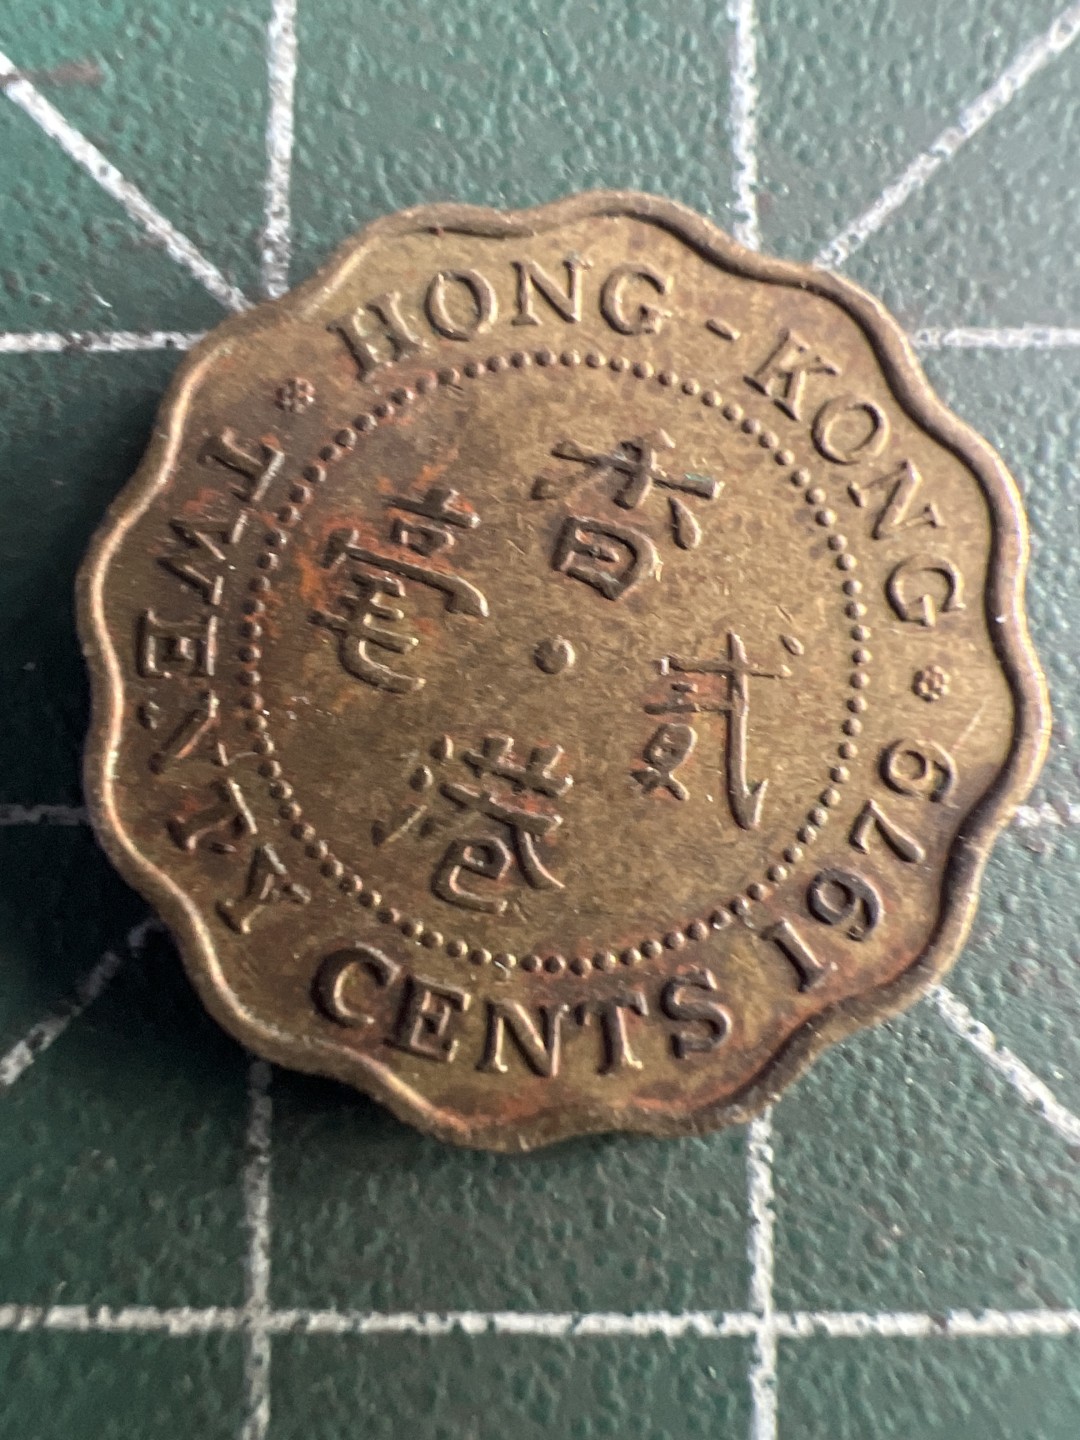 HONG-KONG
香港
貳毫
TWENTY CENTS 1979